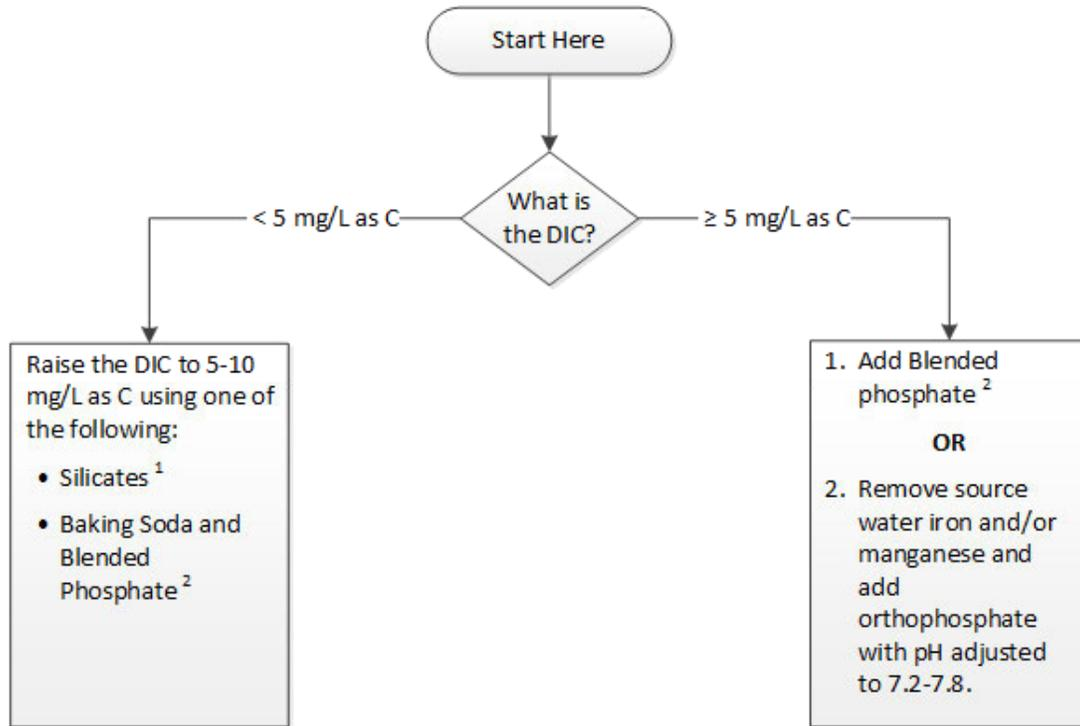 Start Here
What is
the DIC?
< 5 mg/L as C
≥ 5 mg/L as C
Raise the DIC to 5-10
mg/L as C using one of
the following:
• Silicates ¹
• Baking Soda and
Blended
Phosphate ²
1. Add Blended
phosphate ²
OR
2. Remove source
water iron and/or
manganese and
add
orthophosphate
with pH adjusted
to 7.2-7.8.